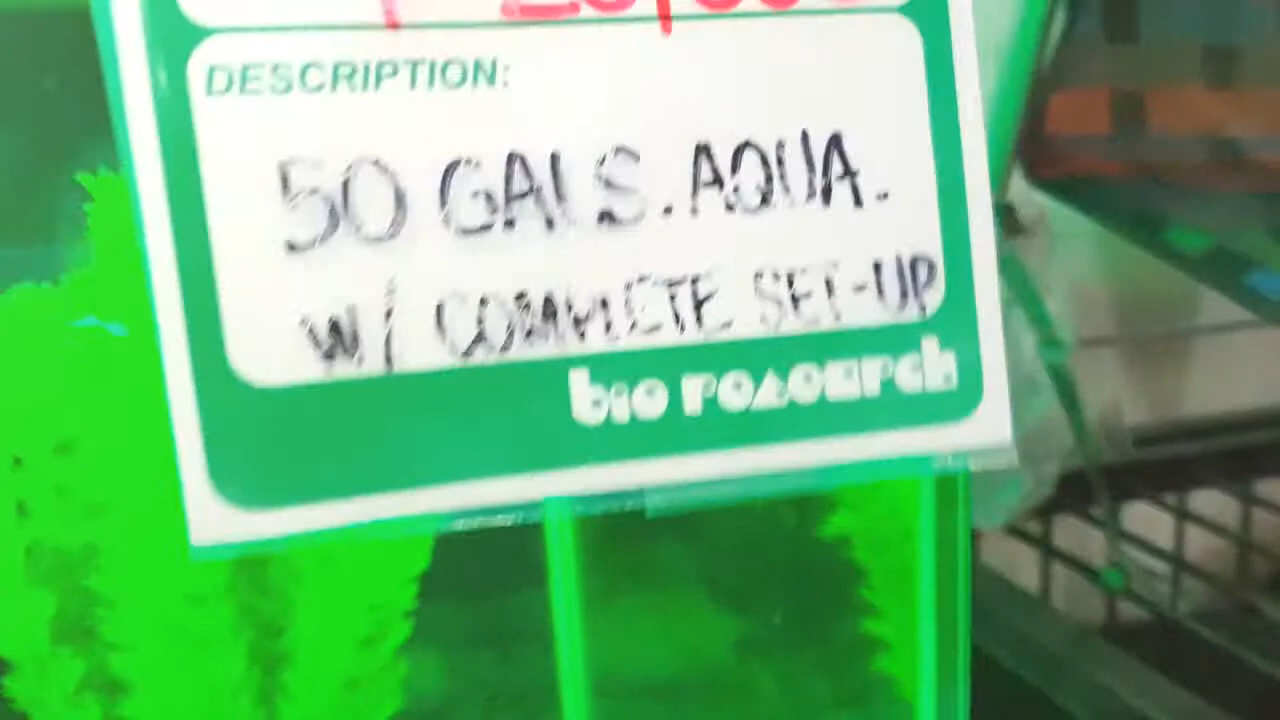 DESCRIPTION:
50 GALS. AQUA.
W/ COMPLETE SET-UP
bio research